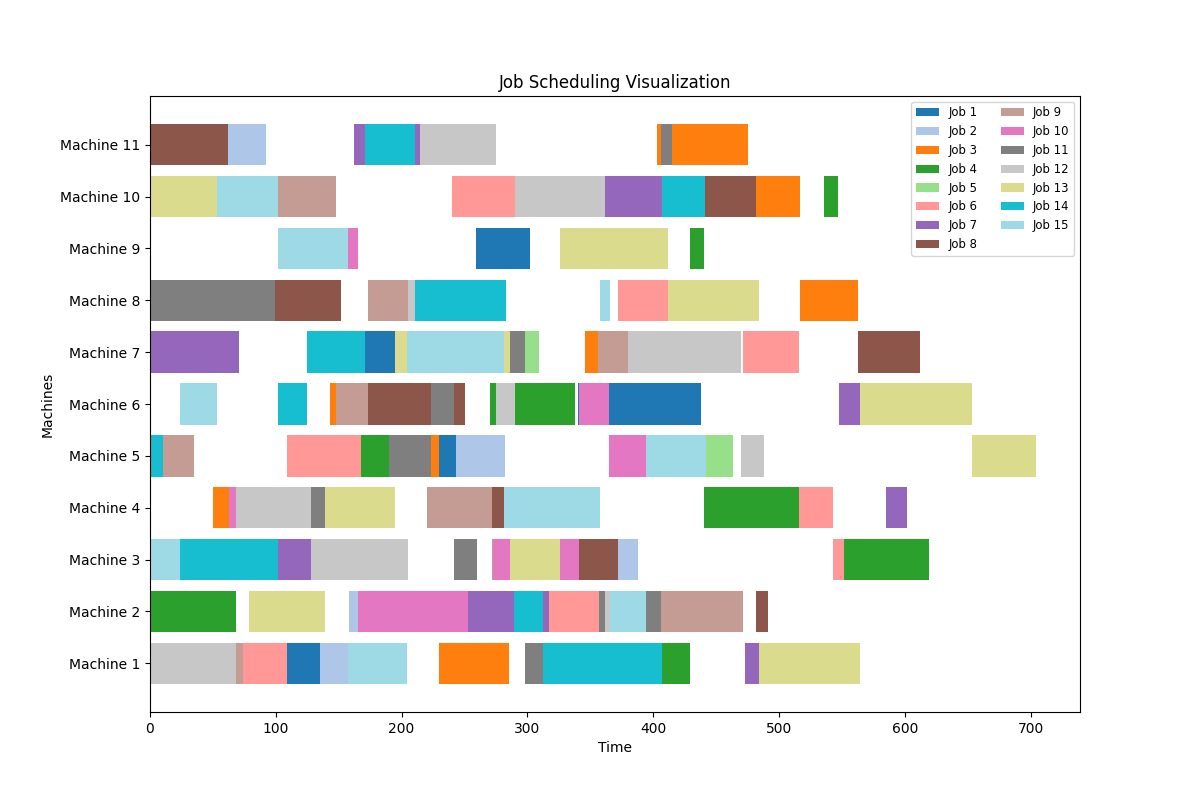 Job Scheduling Visualization
Machines
Machine 11
Machine 10
Machine 9
Machine 8
Machine 7
Machine 6
Machine 5
Machine 4
Machine 3
Machine 2
Machine 1
Job 1
Job 2
Job 3
Job 4
Job 5
Job 6
Job 7
Job 8
Job 9
Job 10
Job 11
Job 12
Job 13
Job 14
Job 15
0 100 200 300 400 500 600 700
Time